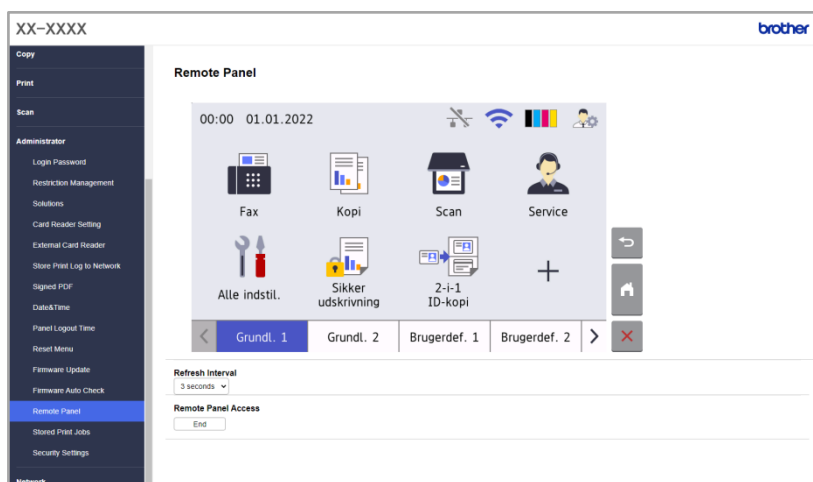 XX-XXXX
brother
Copy
Print
Scan
Administrator
Login Password
Restriction Management
Solutions
Card Reader Setting
External Card Reader
Store Print Log to Network
Signed PDF
Date&Time
Panel Logout Time
Reset Menu
Firmware Update
Firmware Auto Check
Remote Panel
Stored Print Jobs
Security Settings
Network
Remote Panel
00:00 01.01.2022
Fax
Kopi
Scan
Service
Alle indstil.
Sikker
udskrivning
2-i-1
ID-kopi
Grundl. 1
Grundl. 2
Brugerdef. 1
Brugerdef. 2
Refresh Interval
3 seconds
Remote Panel Access
End